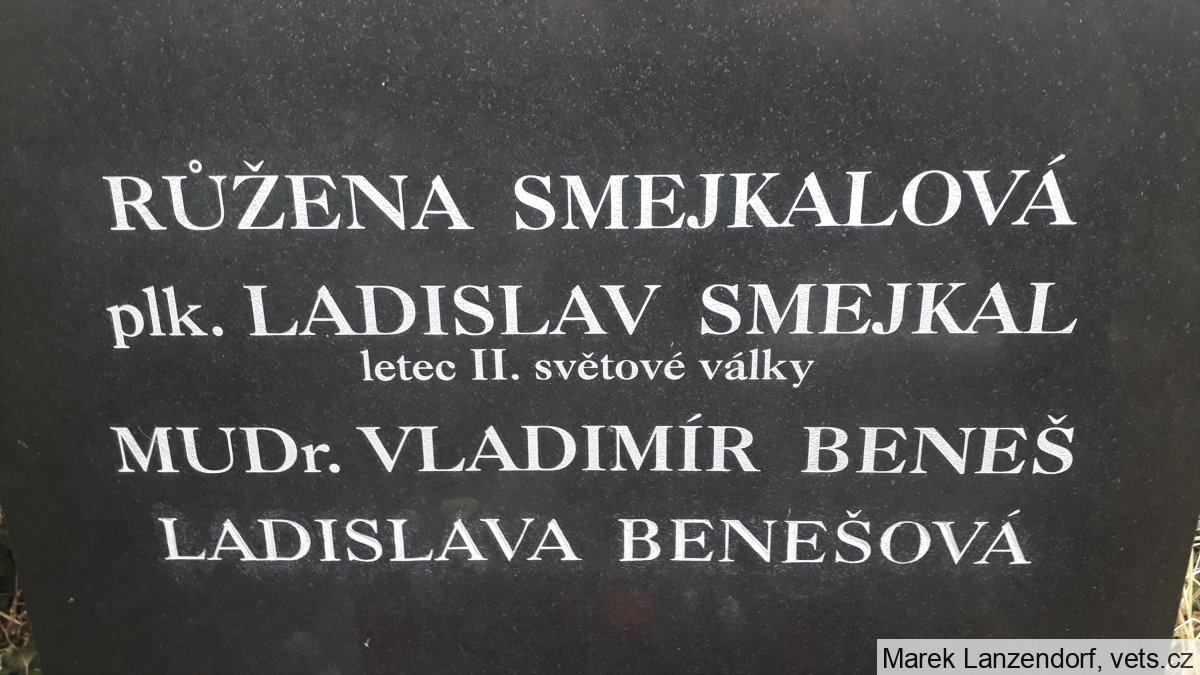 RŮŽENA SMEJKALOVÁ
plk. LADISLAV SMEJKAL
letec II. světové války
MUDr. VLADIMÍR BENEŠ
LADISLAVA BENEŠOVÁ
Marek Lanzendorf, vets.cz